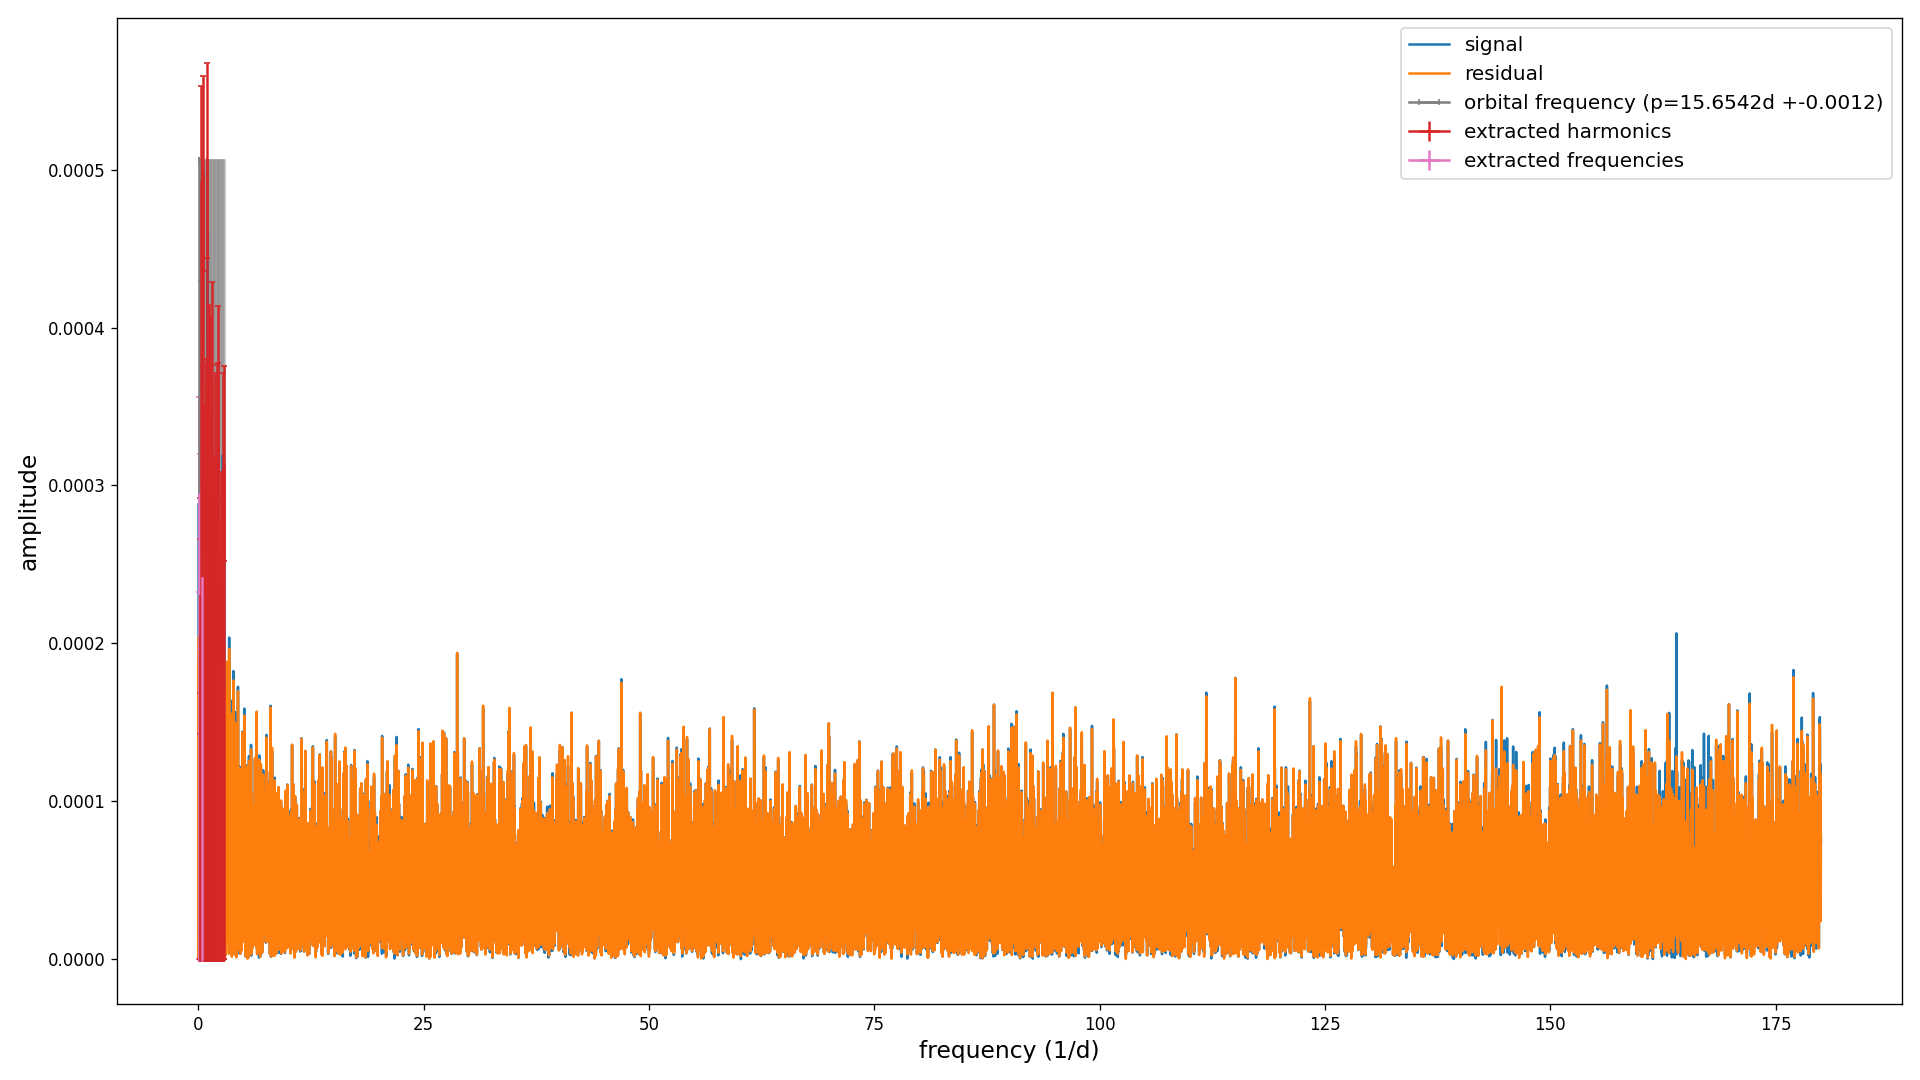 signal
residual
orbital frequency (p=15.6542d +-0.0012)
extracted harmonics
extracted frequencies
0.0005
0.0004
0.0003
0.0002
0.0001
0.0000
amplitude
0 25 50 75 100 125 150 175
frequency (1/d)